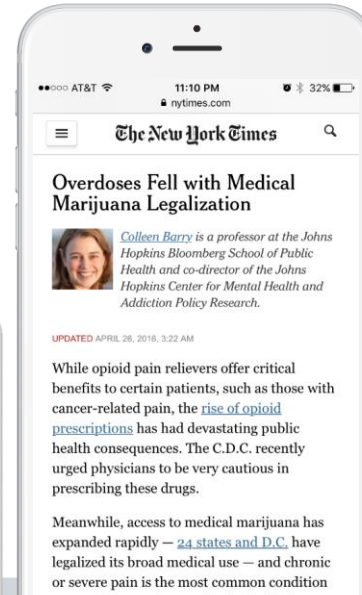 ●●○○○ AT&T 11:10 PM 32%
nytimes.com
The New York Times
Overdoses Fell with Medical
Marijuana Legalization
Colleen Barry is a professor at the Johns
Hopkins Bloomberg School of Public
Health and co-director of the Johns
Hopkins Center for Mental Health and
Addiction Policy Research.
UPDATED APRIL 26, 2016, 3:22 AM
While opioid pain relievers offer critical
benefits to certain patients, such as those with
cancer-related pain, the rise of opioid
prescriptions has had devastating public
health consequences. The C.D.C. recently
urged physicians to be very cautious in
prescribing these drugs.
Meanwhile, access to medical marijuana has
expanded rapidly — 24 states and D.C. have
legalized its broad medical use — and chronic
or severe pain is the most common condition